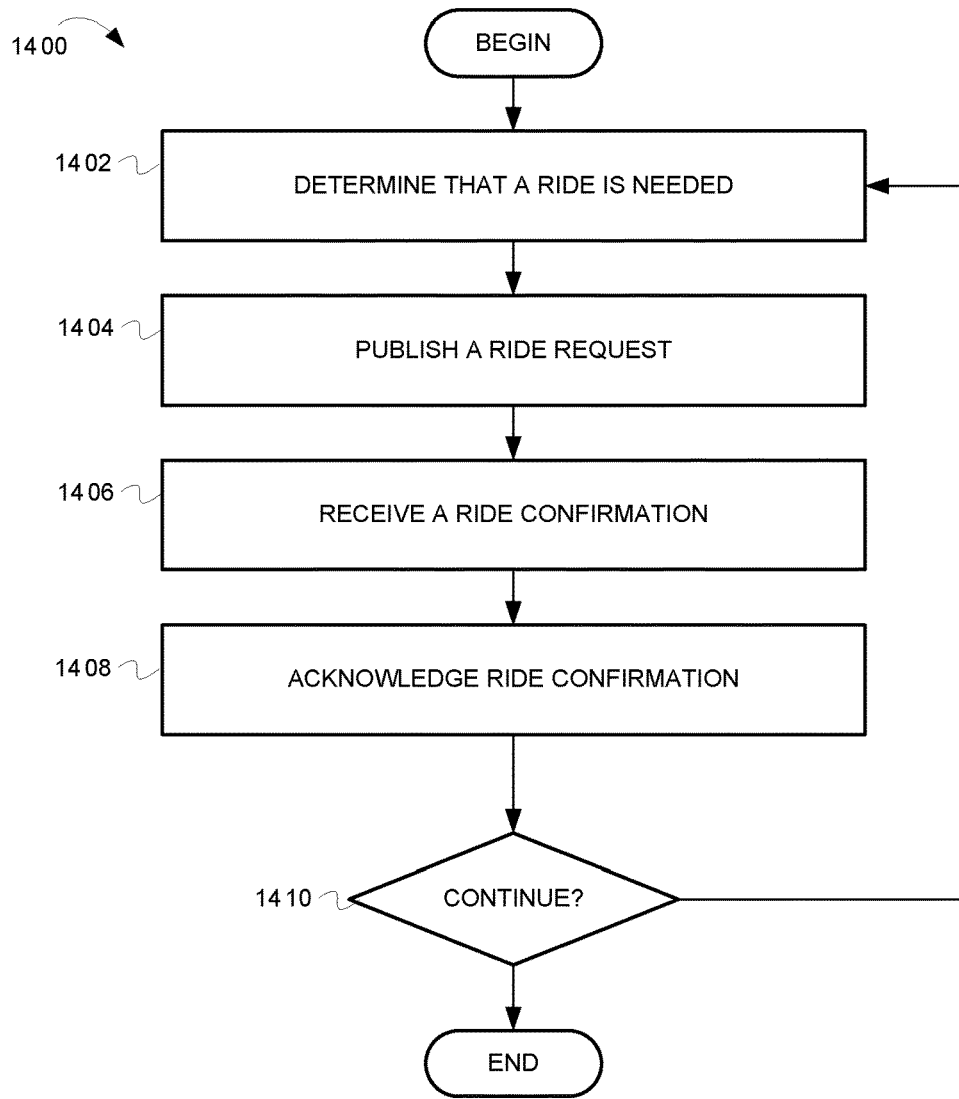 1400
BEGIN
1402
DETERMINE THAT A RIDE IS NEEDED
1404
PUBLISH A RIDE REQUEST
1406
RECEIVE A RIDE CONFIRMATION
1408
ACKNOWLEDGE RIDE CONFIRMATION
1410
CONTINUE?
END